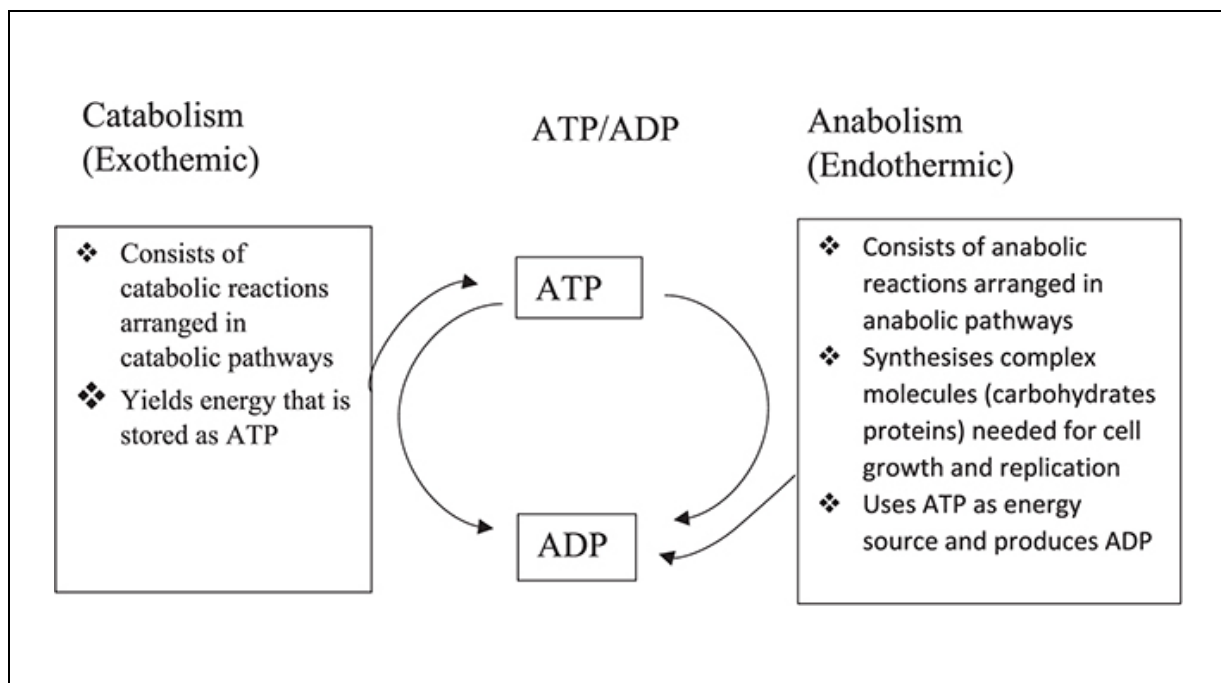 Catabolism
(Exothemic)
ATP/ADP
Anabolism
(Endothermic)
❖ Consists of
catabolic reactions
arranged in
catabolic pathways
❖ Yields energy that is
stored as ATP
ATP
ADP
❖ Consists of anabolic
reactions arranged in
anabolic pathways
❖ Synthesises complex
molecules (carbohydrates
proteins) needed for cell
growth and replication
❖ Uses ATP as energy
source and produces ADP